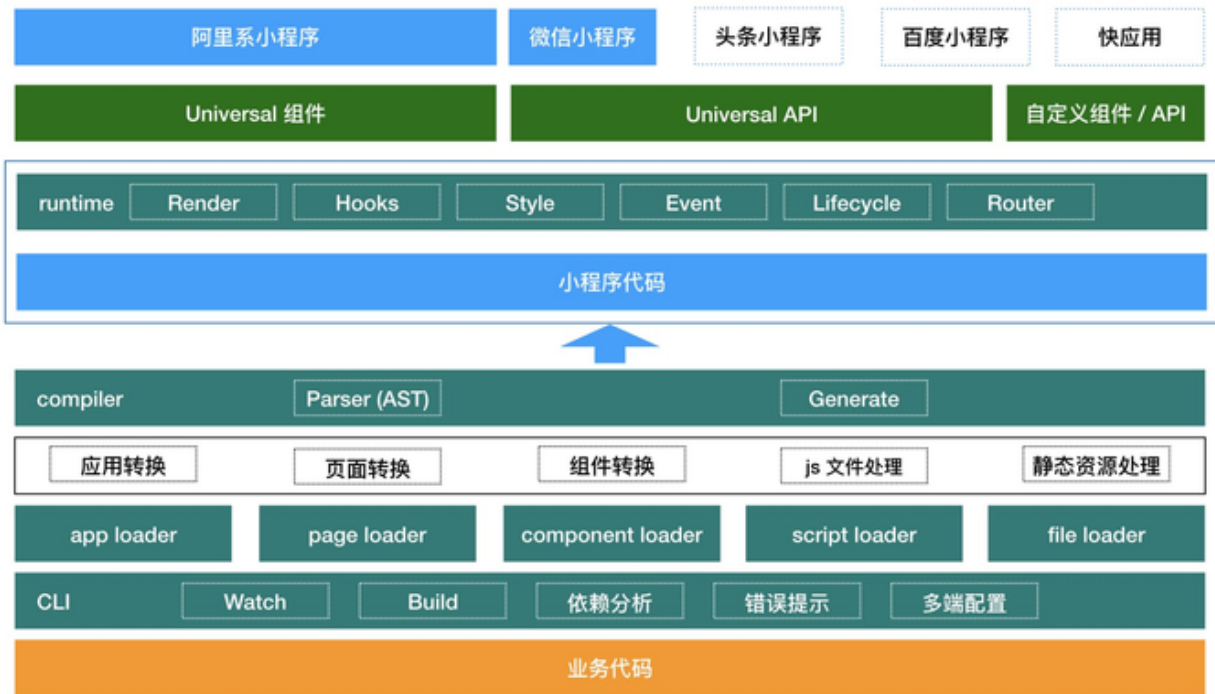 阿里系小程序 微信小程序 头条小程序 百度小程序 快应用
Universal 组件 Universal API 自定义组件 / API
runtime Render Hooks Style Event Lifecycle Router
小程序代码
compiler Parser (AST) Generate
应用转换 页面转换 组件转换 js 文件处理 静态资源处理
app loader page loader component loader script loader file loader
CLI Watch Build 依赖分析 错误提示 多端配置
业务代码